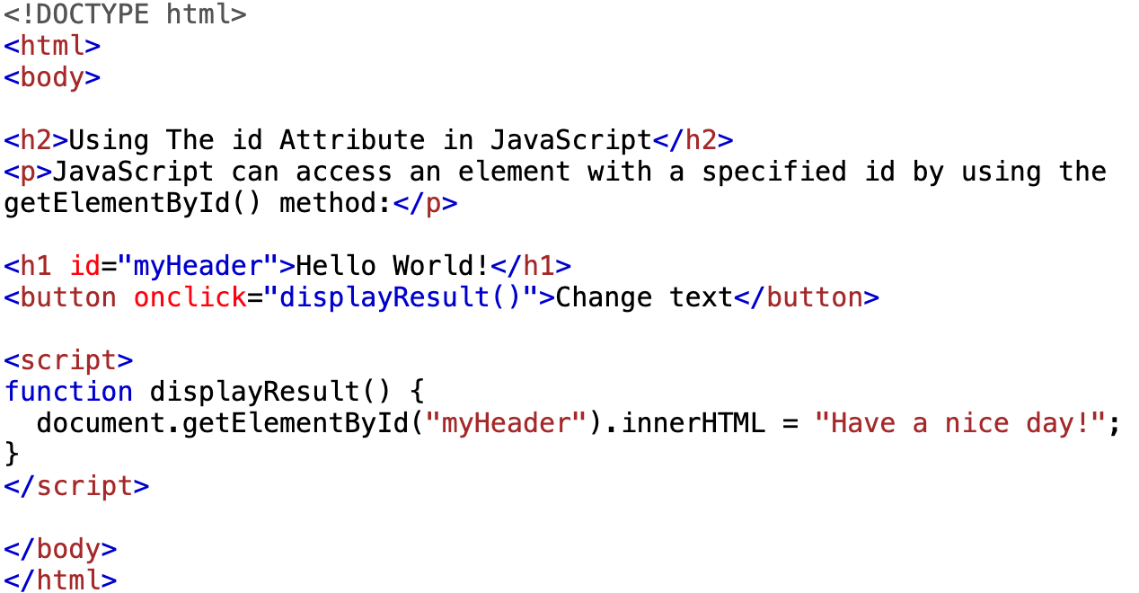 <!DOCTYPE html>
<html>
<body>
<h2>Using The id Attribute in JavaScript</h2>
<p>JavaScript can access an element with a specified id by using the
getElementById() method:</p>
<h1 id="myHeader">Hello World!</h1>
<button onclick="displayResult()">Change text</button>
<script>
function displayResult() {
  document.getElementById("myHeader").innerHTML = "Have a nice day!";
}
</script>
</body>
</html>